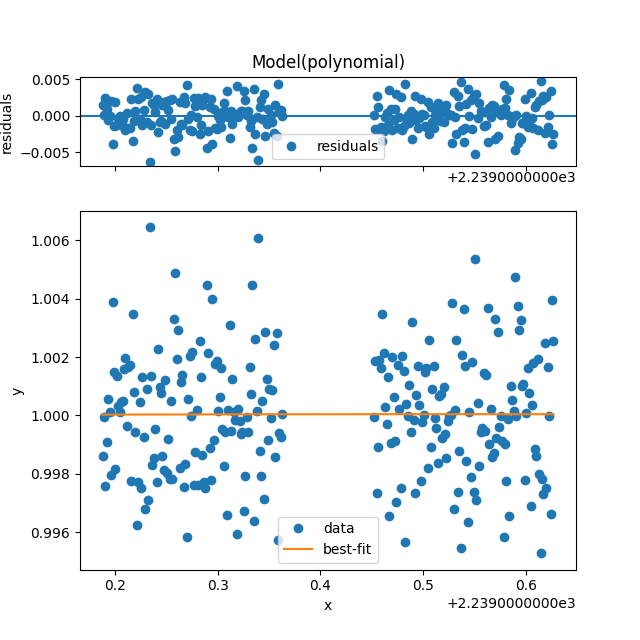 Model(polynomial)
0.005
0.000
−0.005
residuals
residuals
+2.2390000000e3
1.006
1.004
1.002
1.000
0.998
0.996
y
data
best-fit
0.2 0.3 0.4 0.5 0.6
x
+2.2390000000e3